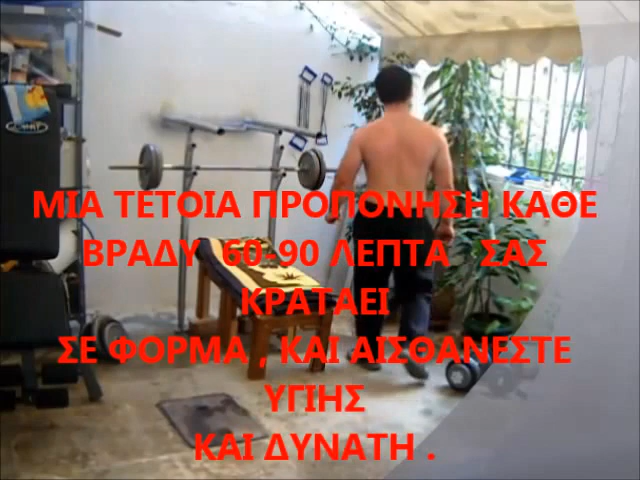 ΜΙΑ ΤΕΤΟΙΑ ΠΡΟΠΟΝΗΣΗ ΚΑΘΕ
ΒΡΑΔΥ 60-90 ΛΕΠΤΑ ΣΑΣ
ΚΡΑΤΑΕΙ
ΣΕ ΦΟΡΜΑ , ΚΑΙ ΑΙΣΘΑΝΕΣΤΕ
ΥΓΙΗΣ
ΚΑΙ ΔΥΝΑΤΗ .